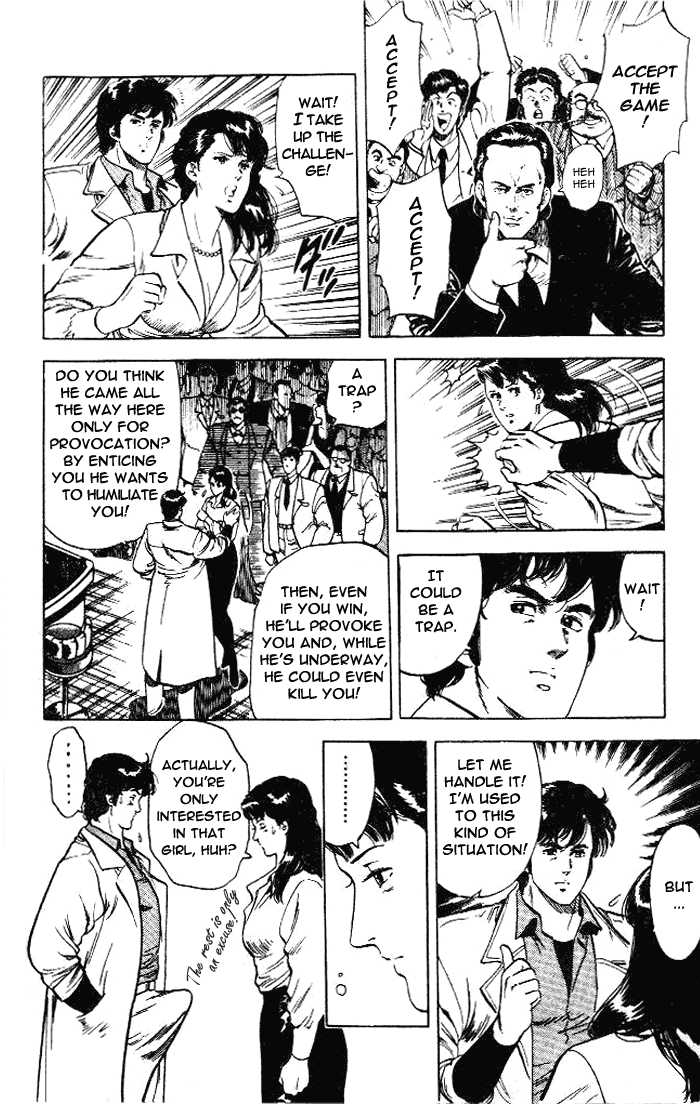 ACCEPT
THE
GAME
ACCEPT!
HEH
HEH
ACCEPT!
WAIT!
I TAKE
UP THE
CHALLEN-
GE!
ダダッ
A
TRAP
?
DO YOU THINK
HE CAME ALL
THE WAY HERE
ONLY FOR
PROVOCATION?
BY ENTICING
YOU HE WANTS
TO HUMILIATE
YOU!
THEN, EVEN
IF YOU WIN,
HE'LL PROVOKE
YOU AND, WHILE
HE'S UNDERWAY,
HE COULD EVEN
KILL YOU!
WAIT
!
IT
COULD
BE A
TRAP.
LET ME
HANDLE IT!
I'M USED
TO THIS
KIND OF
SITUATION!
BUT
...
........
ACTUALLY,
YOU'RE
ONLY
INTERESTED
IN THAT
GIRL, HUH?
The rest is only
an excuse!
......